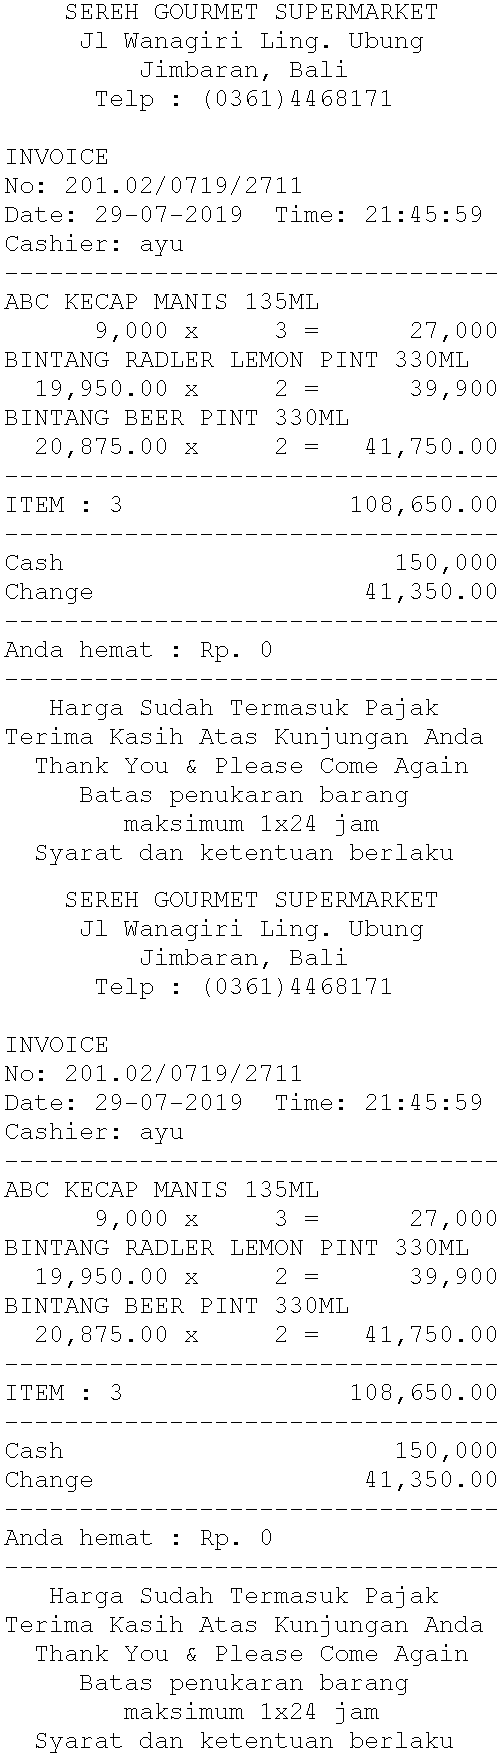 SEREH GOURMET SUPERMARKET
Jl Wanagiri Ling. Ubung
Jimbaran, Bali
Telp : (0361)4468171
INVOICE
No: 201.02/0719/2711
Date: 29-07-2019  Time: 21:45:59
Cashier: ayu
---------------------------------
ABC KECAP MANIS 135ML
9,000 x     3 =      27,000
BINTANG RADLER LEMON PINT 330ML
19,950.00 x     2 =      39,900
BINTANG BEER PINT 330ML
20,875.00 x     2 =   41,750.00
---------------------------------
ITEM : 3               108,650.00
---------------------------------
Cash                      150,000
Change                  41,350.00
---------------------------------
Anda hemat : Rp. 0
---------------------------------
Harga Sudah Termasuk Pajak
Terima Kasih Atas Kunjungan Anda
Thank You & Please Come Again
Batas penukaran barang
maksimum 1x24 jam
Syarat dan ketentuan berlaku
SEREH GOURMET SUPERMARKET
Jl Wanagiri Ling. Ubung
Jimbaran, Bali
Telp : (0361)4468171
INVOICE
No: 201.02/0719/2711
Date: 29-07-2019  Time: 21:45:59
Cashier: ayu
---------------------------------
ABC KECAP MANIS 135ML
9,000 x     3 =      27,000
BINTANG RADLER LEMON PINT 330ML
19,950.00 x     2 =      39,900
BINTANG BEER PINT 330ML
20,875.00 x     2 =   41,750.00
---------------------------------
ITEM : 3               108,650.00
---------------------------------
Cash                      150,000
Change                  41,350.00
---------------------------------
Anda hemat : Rp. 0
---------------------------------
Harga Sudah Termasuk Pajak
Terima Kasih Atas Kunjungan Anda
Thank You & Please Come Again
Batas penukaran barang
maksimum 1x24 jam
Syarat dan ketentuan berlaku